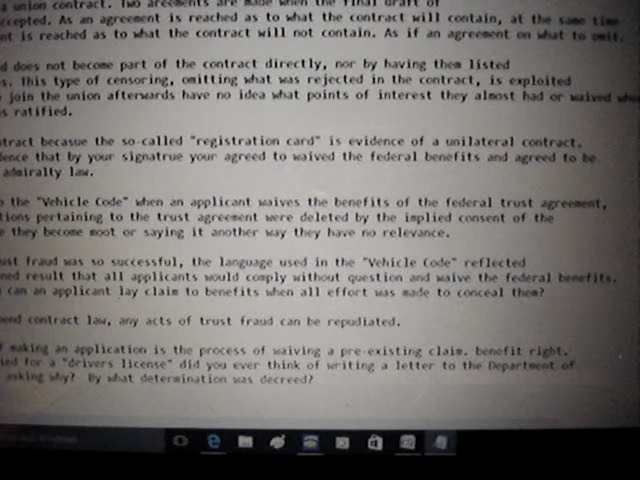 a union contract. Two areements are made when the final draft of
accepted. As an agreement is reached as to what the contract will contain, at the same time
nt is reached as to what the contract will not contain. As if an agreement on what to omit.
d does not become part of the contract directly, nor by having them listed
s. This type of censoring, omitting what was rejected in the contract, is exploited
join the union afterwards have no idea what points of interest they almost had or waived when
s ratified.
tract becasue the so-called "registration card" is evidence of a unilateral contract.
dence that by your signatrue your agreed to waived the federal benefits and agreed to be
admiralty law.
o the "Vehicle Code" when an applicant waives the benefits of the federal trust agreement,
tions pertaining to the trust agreement were deleted by the implied consent of the
e they become moot or saying it another way they have no relevance.
ust fraud was so successful, the language used in the "Vehicle Code" reflected
ned result that all applicants would comply without question and waive the federal benefits.
can an applicant lay claim to benefits when all effort was made to conceal them?
end contract law, any acts of trust fraud can be repudiated.
f making an application is the process of waiving a pre-existing claim. benefit right.
ied for a "drivers license" did you ever think of writing a letter to the Department of
asking why? By what determination was decreed?